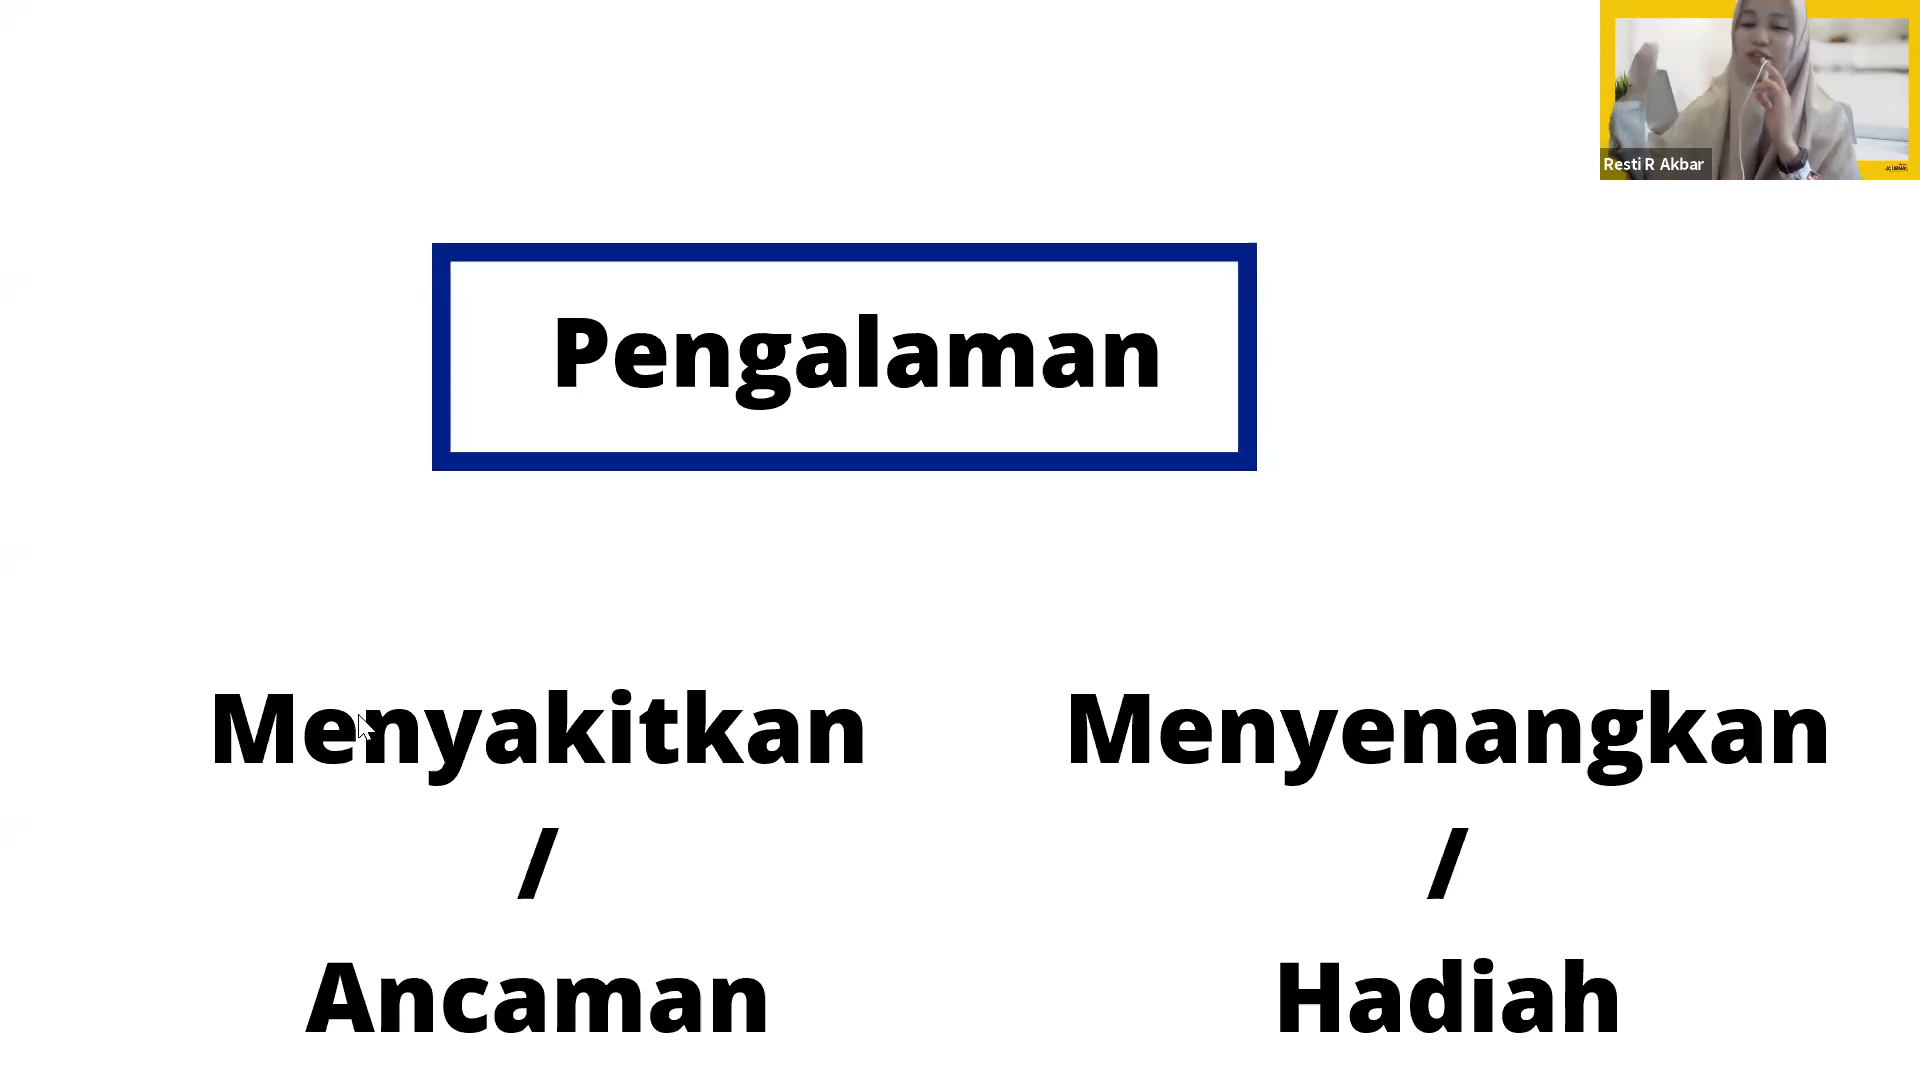 Resti R Akbar
Pengalaman
Menyakitkan
/
Ancaman
Menyenangkan
/
Hadiah